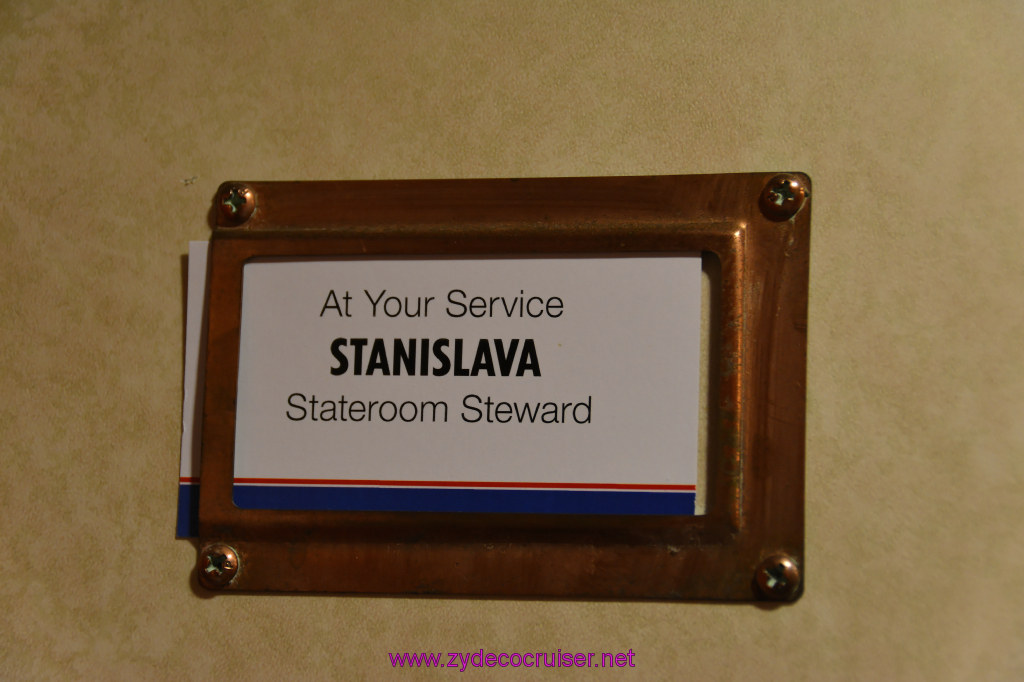 At Your Service
STANISLAVA
Stateroom Steward
www.zydecocruiser.net